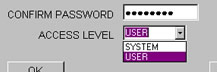 CONFIRM PASSWORD ********
ACCESS LEVEL USER
SYSTEM
USER
OK